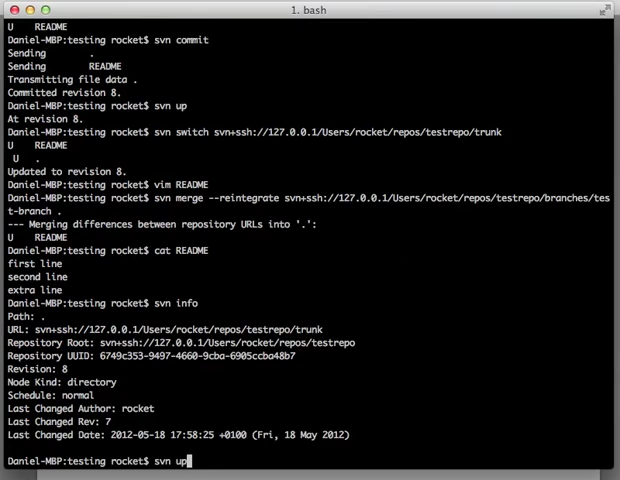 1. bash
U    README
Daniel-MBP:testing rocket$ svn commit
Sending        .
Sending        README
Transmitting file data .
Committed revision 8.
Daniel-MBP:testing rocket$ svn up
At revision 8.
Daniel-MBP:testing rocket$ svn switch svn+ssh://127.0.0.1/Users/rocket/repos/testrepo/trunk
U    README
 U   .
Updated to revision 8.
Daniel-MBP:testing rocket$ vim README
Daniel-MBP:testing rocket$ svn merge --reintegrate svn+ssh://127.0.0.1/Users/rocket/repos/testrepo/branches/tes
t-branch .
--- Merging differences between repository URLs into '.':
U    README
Daniel-MBP:testing rocket$ cat README
first line
second line
extra line
Daniel-MBP:testing rocket$ svn info
Path: .
URL: svn+ssh://127.0.0.1/Users/rocket/repos/testrepo/trunk
Repository Root: svn+ssh://127.0.0.1/Users/rocket/repos/testrepo
Repository UUID: 6749c353-9497-4660-9cba-6905ccba48b7
Revision: 8
Node Kind: directory
Schedule: normal
Last Changed Author: rocket
Last Changed Rev: 7
Last Changed Date: 2012-05-18 17:58:25 +0100 (Fri, 18 May 2012)
Daniel-MBP:testing rocket$ svn up